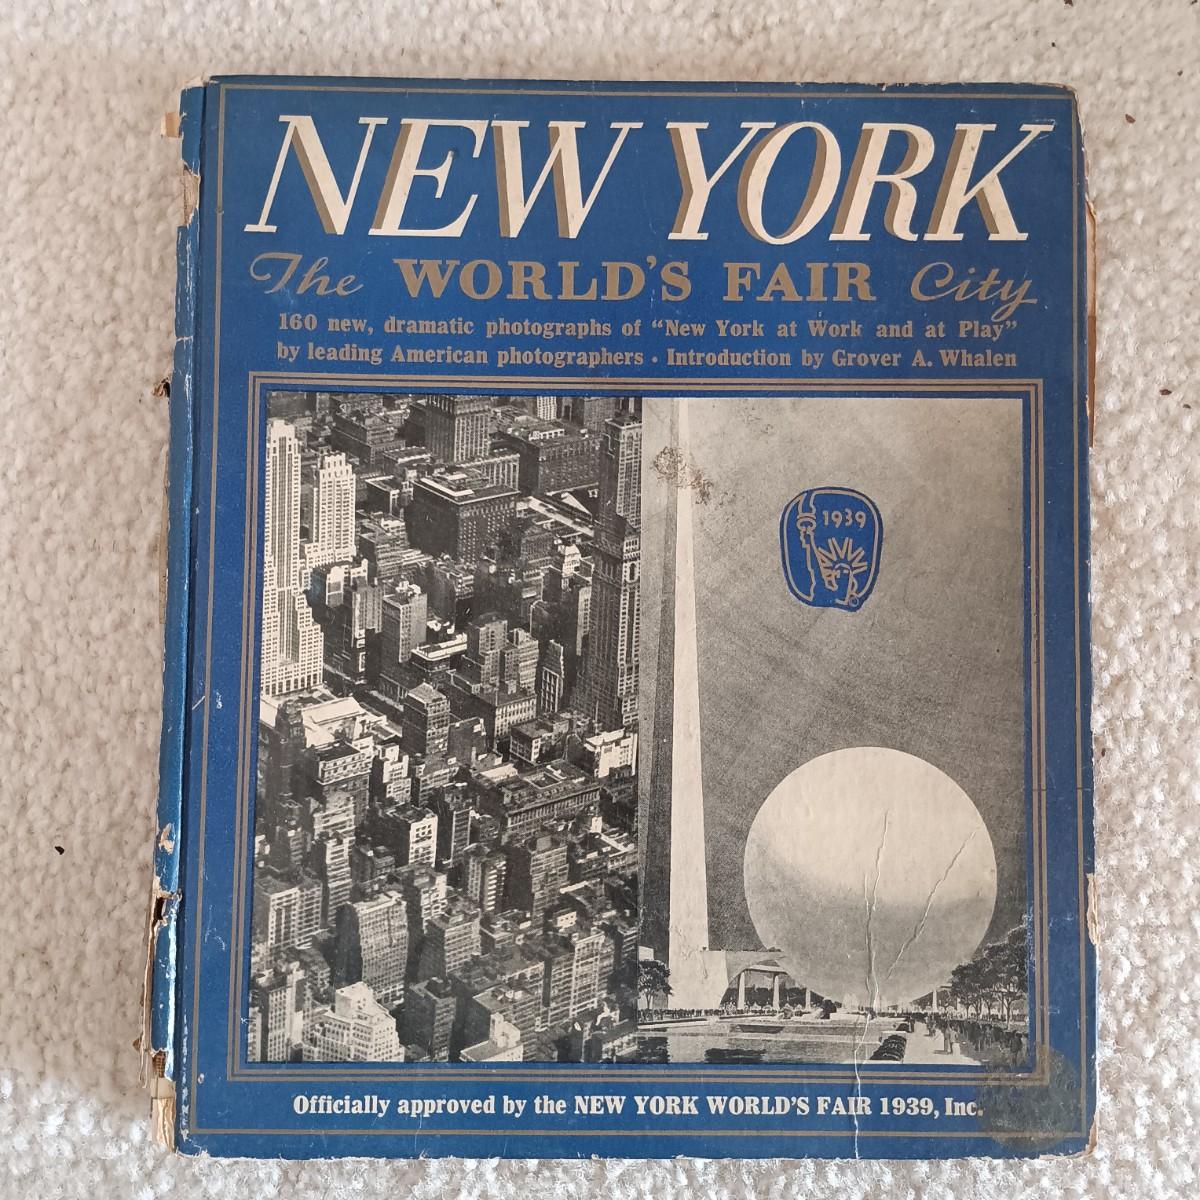 NEW YORK
The WORLD'S FAIR City
160 new, dramatic photographs of “New York at Work and at Play”
by leading American photographers • Introduction by Grover A. Whalen
1939
Officially approved by the NEW YORK WORLD'S FAIR 1939, Inc.